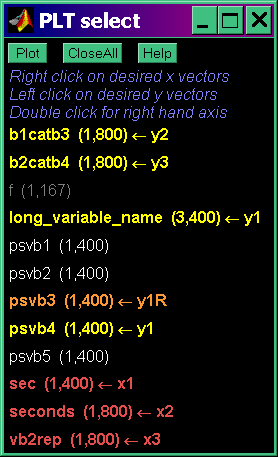 PLT select
Plot CloseAll Help
Right click on desired x vectors
Left click on desired y vectors
Double click for right hand axis
b1catb3 (1,800) ← y2
b2catb4 (1,800) ← y3
f (1,167)
long_variable_name (3,400) ← y1
psvb1 (1,400)
psvb2 (1,400)
psvb3 (1,400) ← y1R
psvb4 (1,400) ← y1
psvb5 (1,400)
sec (1,400) ← x1
seconds (1,800) ← x2
vb2rep (1,800) ← x3